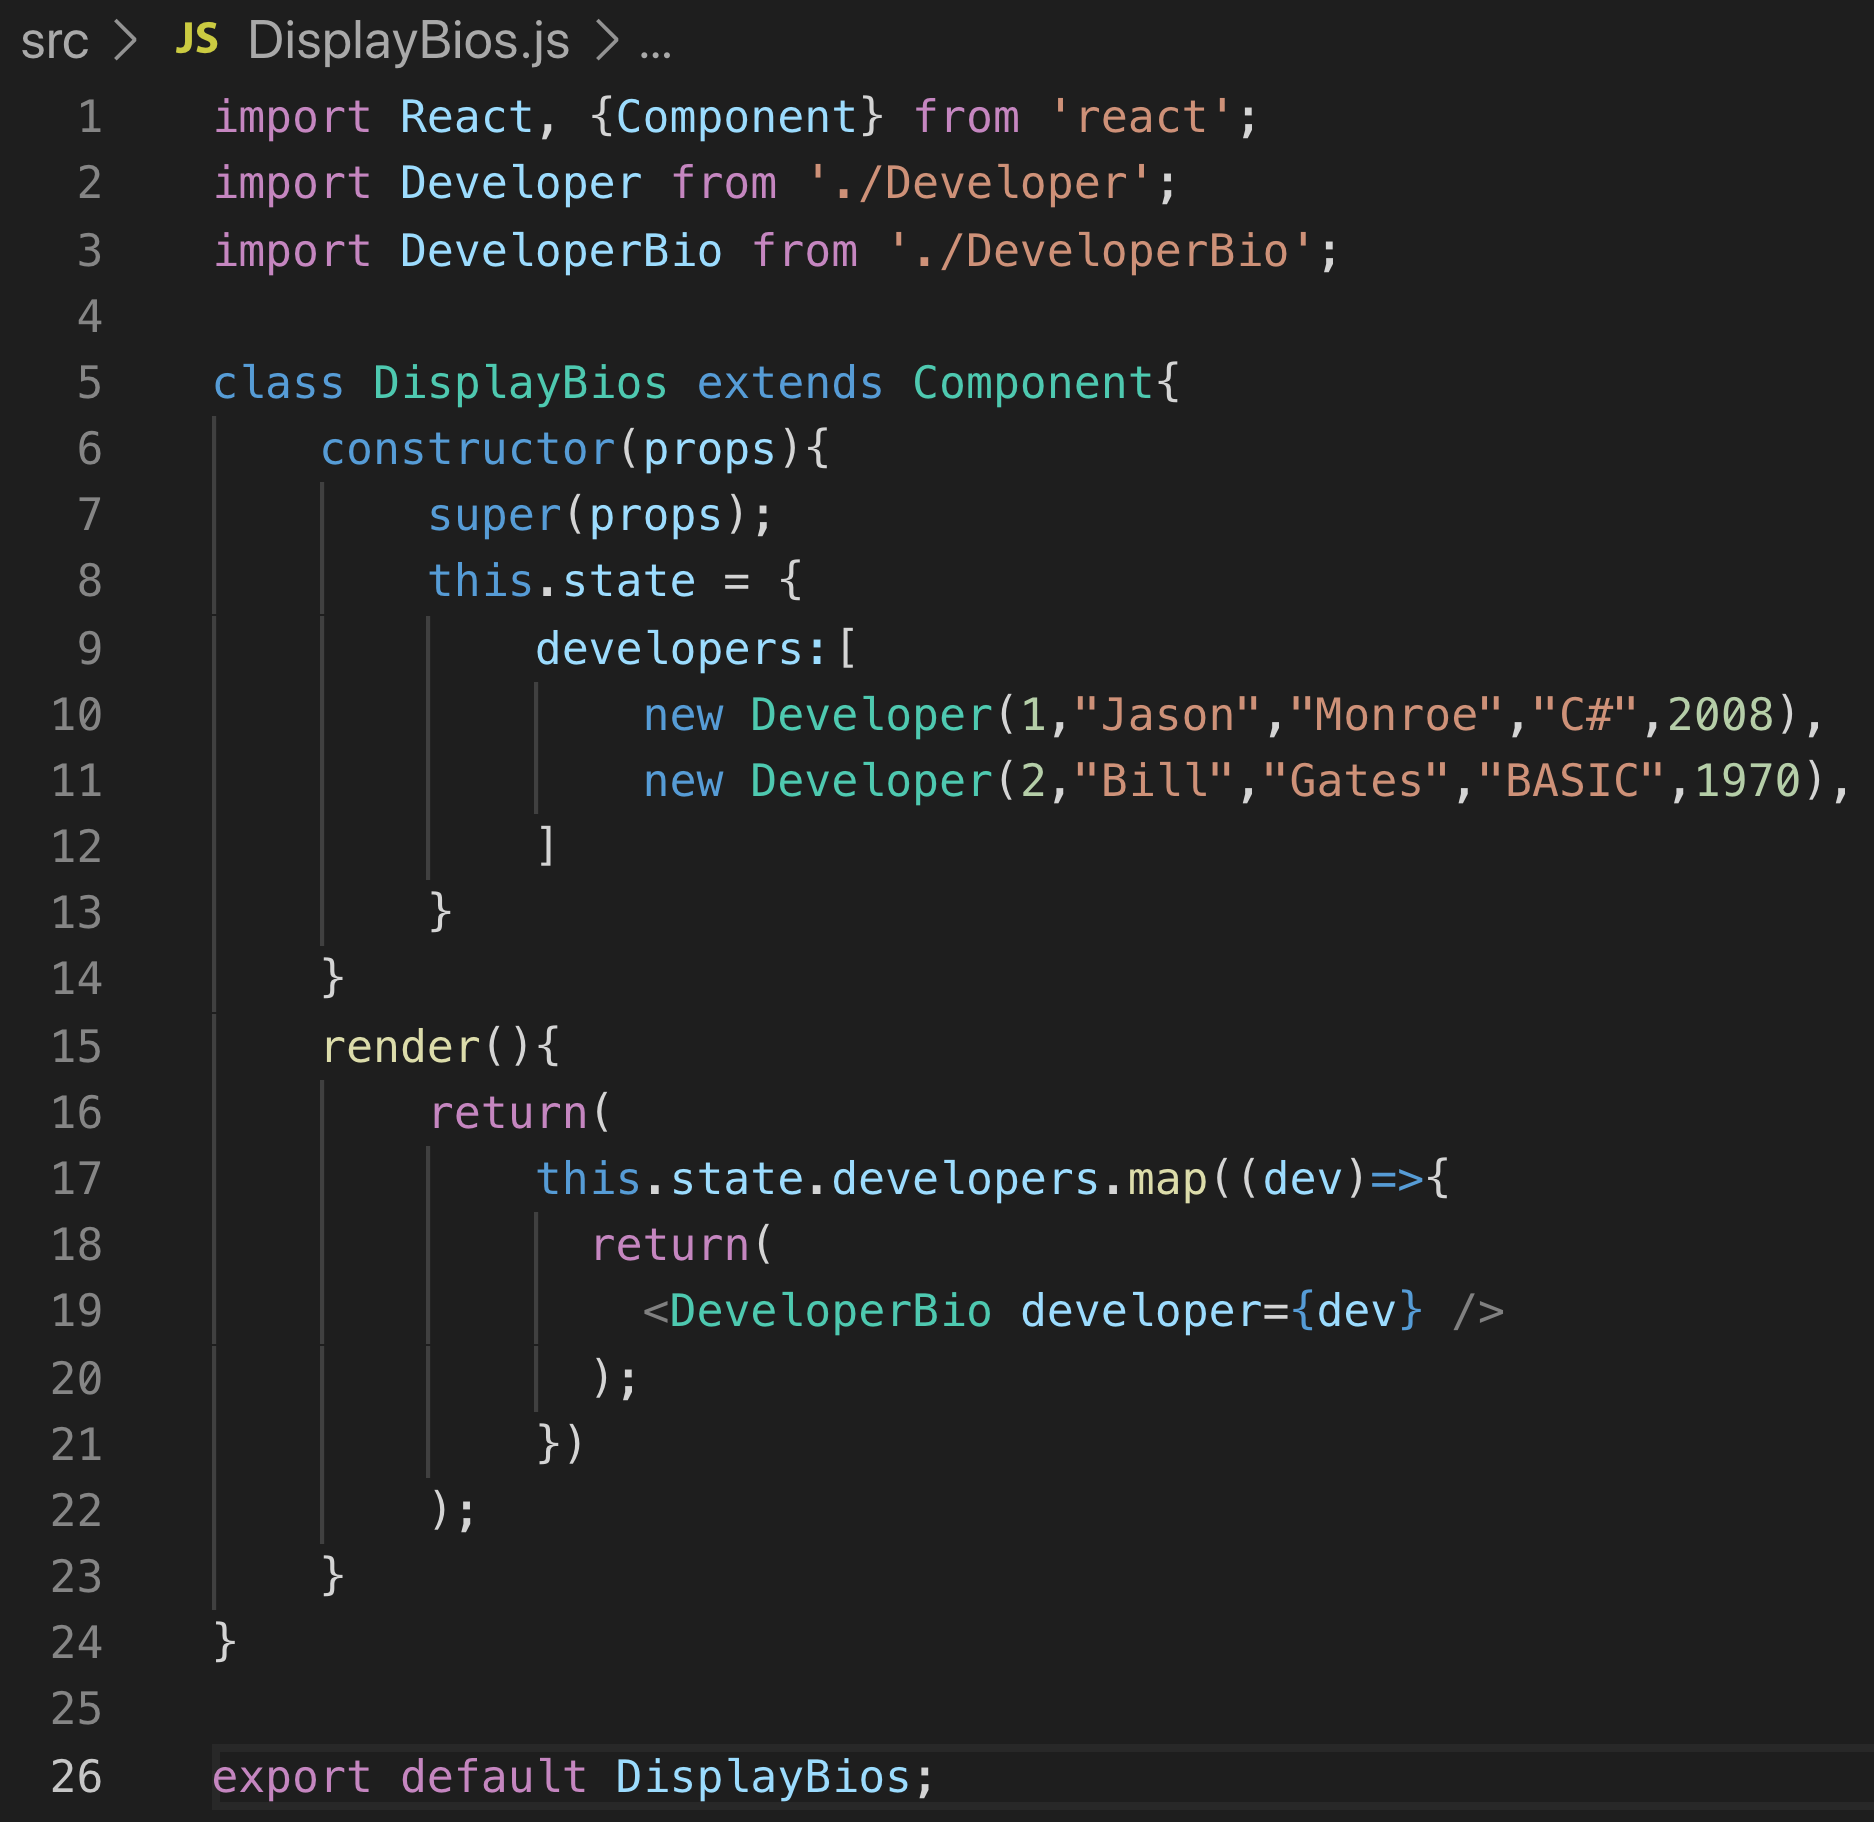 src > JS DisplayBios.js > ...
1 import React, {Component} from 'react';
2 import Developer from './Developer';
3 import DeveloperBio from './DeveloperBio';
4
5 class DisplayBios extends Component{
6     constructor(props){
7         super(props);
8         this.state = {
9             developers:[
10                 new Developer(1,"Jason","Monroe","C#",2008),
11                 new Developer(2,"Bill","Gates","BASIC",1970),
12             ]
13         }
14     }
15     render(){
16         return(
17             this.state.developers.map((dev)=>{
18               return(
19                 <DeveloperBio developer={dev} />
20               );
21             })
22         );
23     }
24 }
25
26 export default DisplayBios;